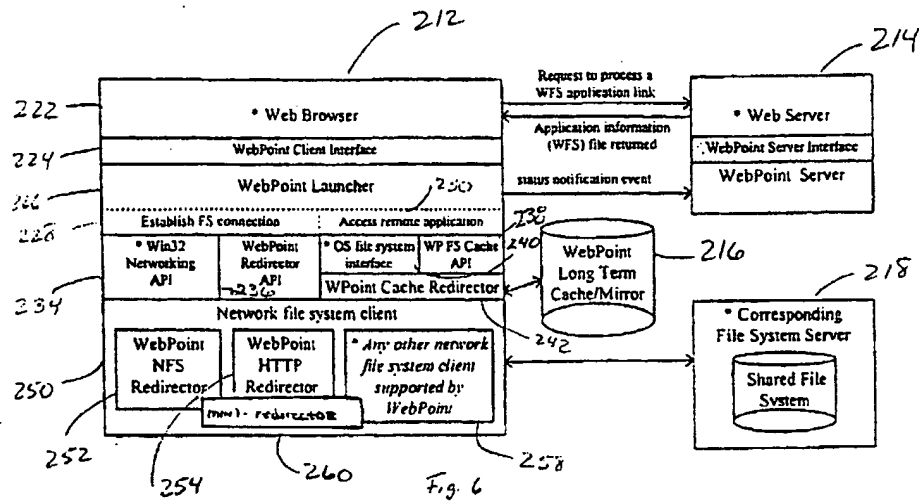 212
214
222
* Web Browser
Request to process a
WFS application link
Application information
(WFS) file returned
* Web Server
224
WebPoint Client Interface
WebPoint Server Interface
WebPoint Launcher
status notification event
WebPoint Server
228
Establish FS connection
Access remote application
230
* Win32
Networking
API
WebPoint
Redirector
API
* OS file system
interface
WP FS Cache
API
240
234
236
WPoint Cache Redirector
242
WebPoint
Long Term
Cache/Mirror
216
218
Network file system client
250
WebPoint
NFS
Redirector
WebPoint
HTTP
Redirector
* Any other network
file system client
supported by
WebPoint
* Corresponding
File System Server
Shared File
System
mini-redirector
252
254
260
258
Fig. 6